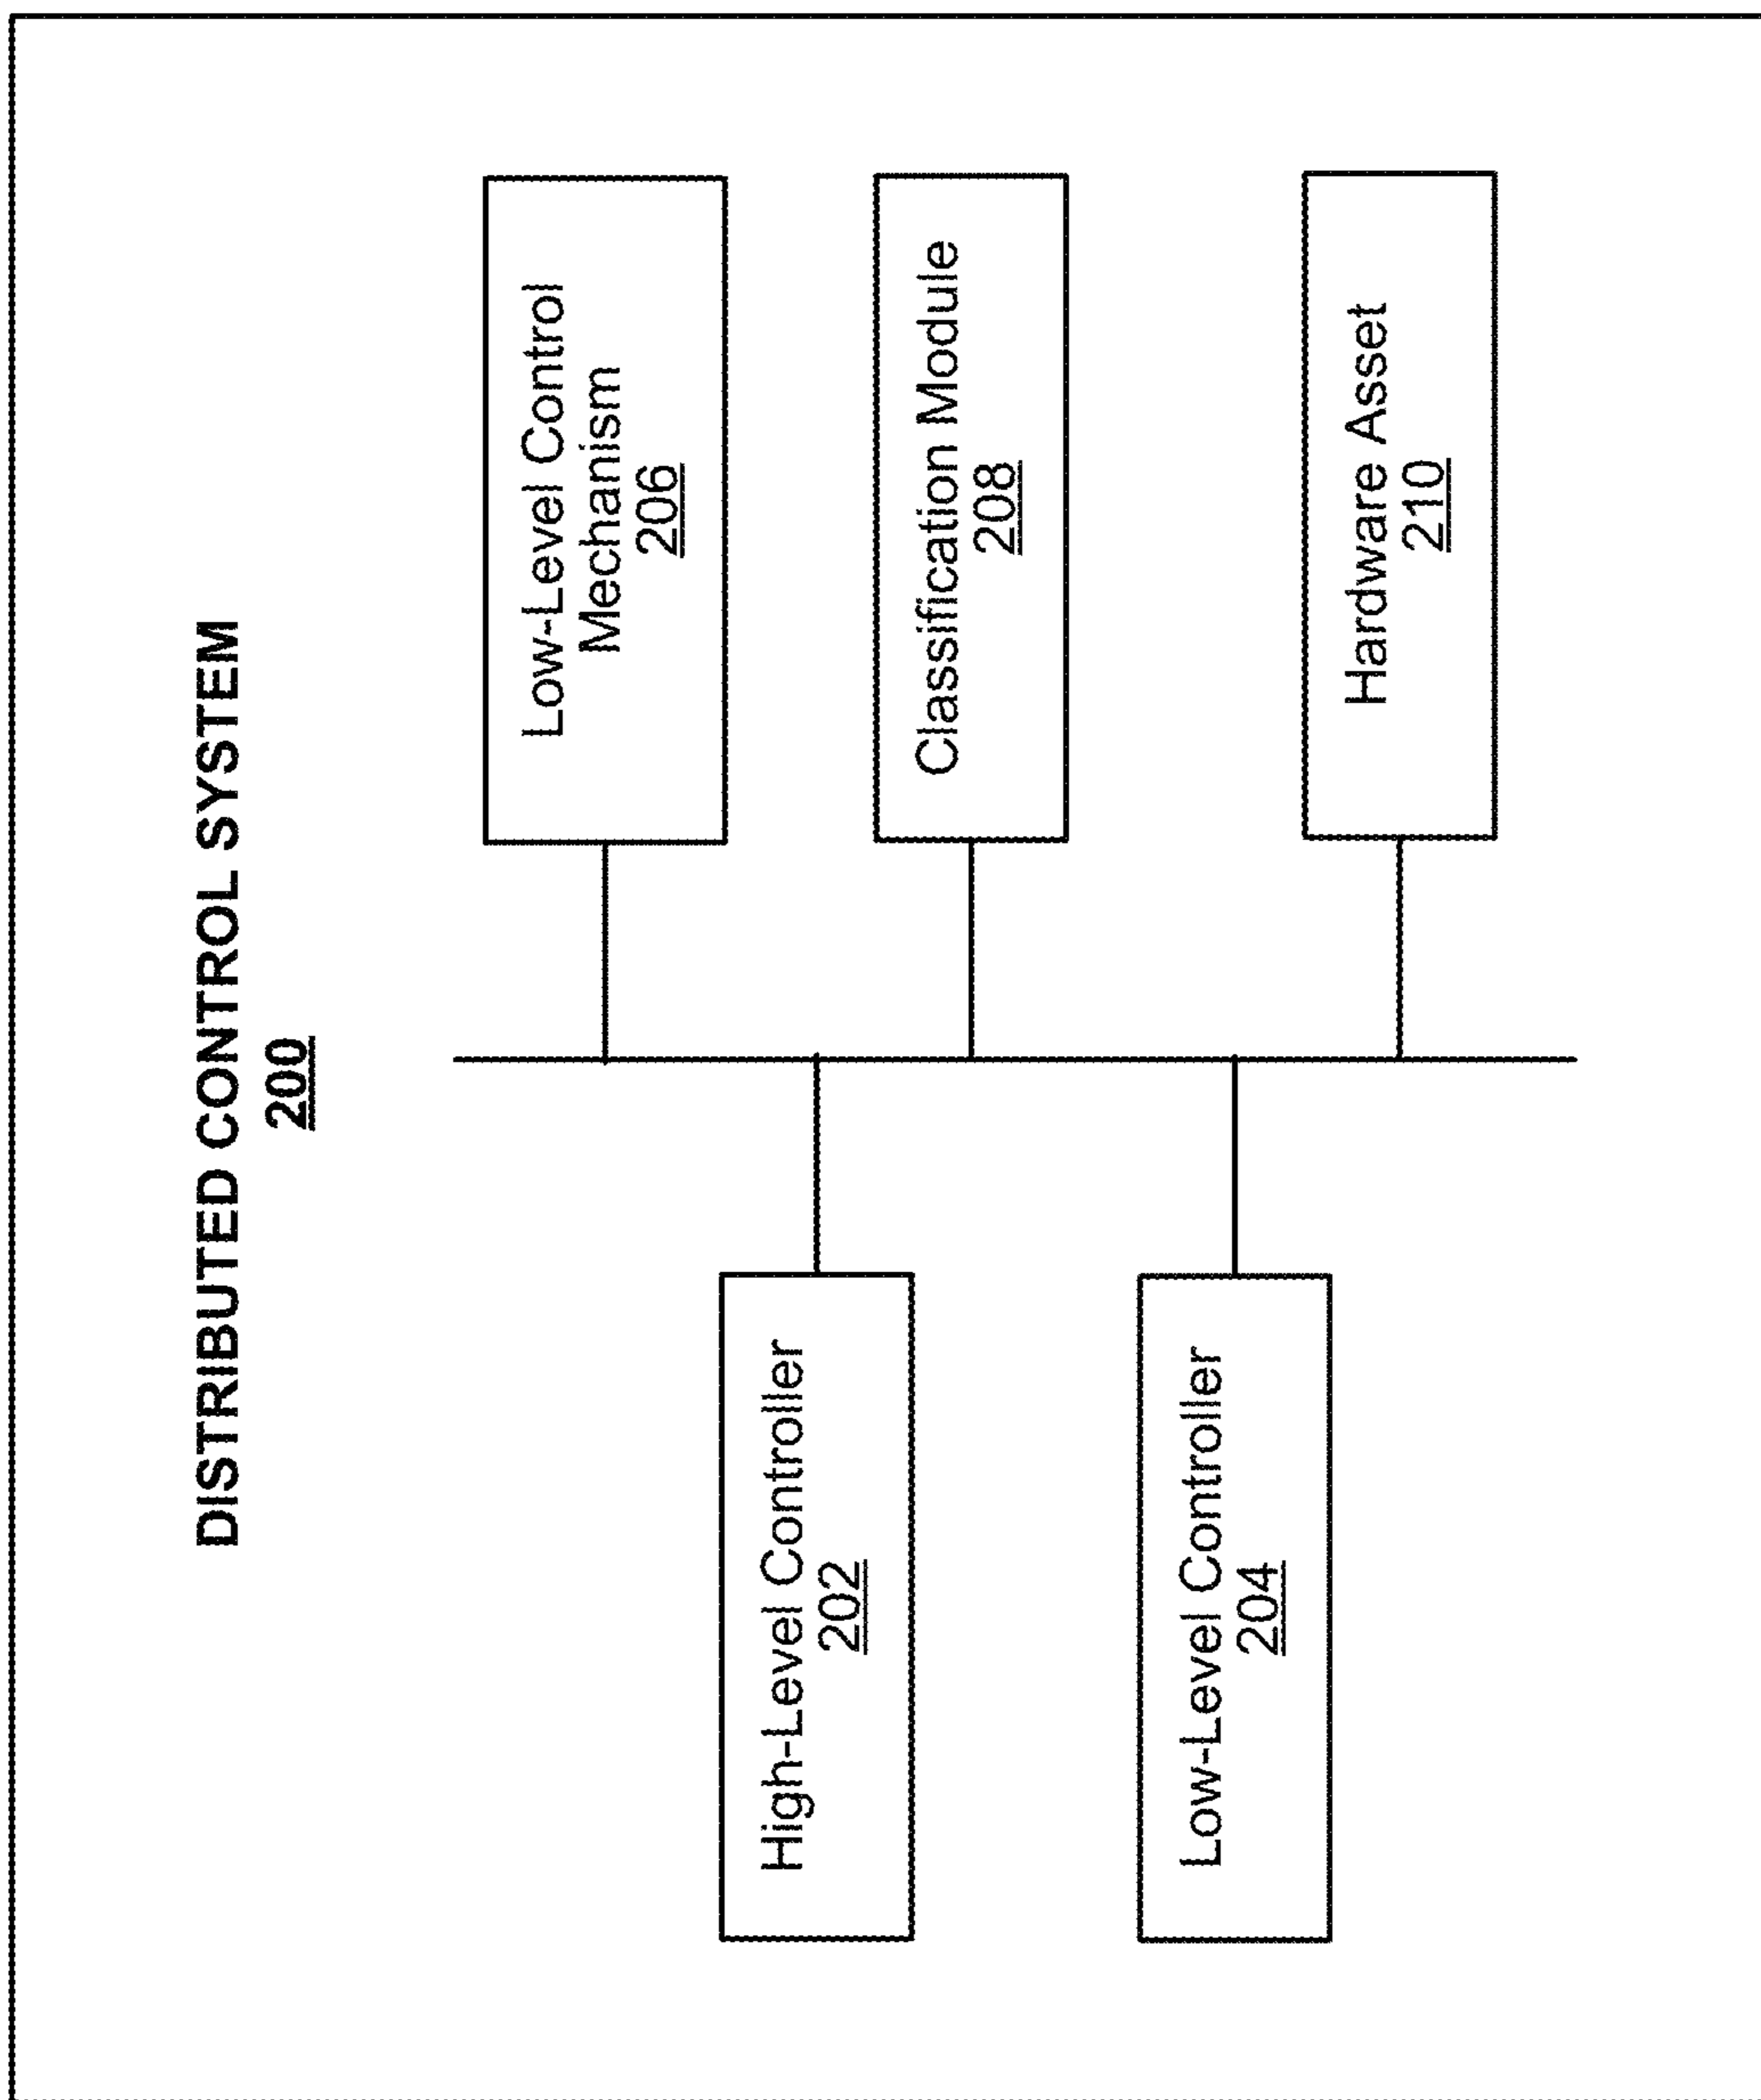 DISTRIBUTED CONTROL SYSTEM
200
High-Level Controller
202
Low-Level Controller
204
Low-Level Control
Mechanism
206
Classification Module
208
Hardware Asset
210